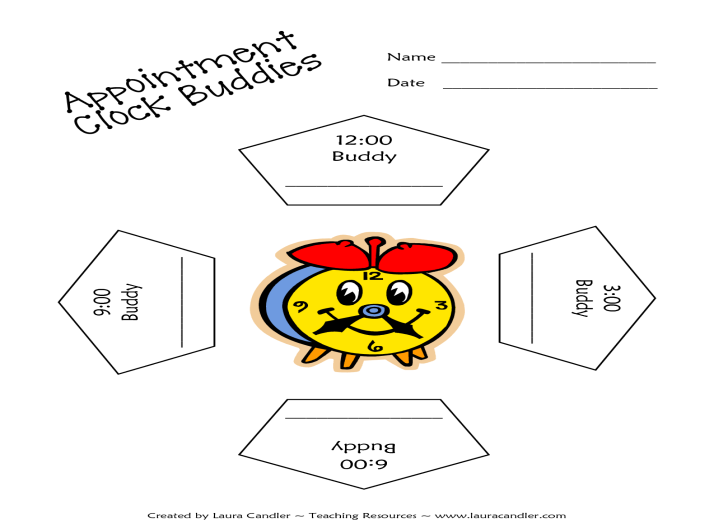 Appointment
Clock Buddies
Name
Date
12:00
Buddy
9:00
Buddy
12
9
3
6
3:00
Buddy
6:00
Buddy
Created by Laura Candler ~ Teaching Resources ~ www.lauracandler.com